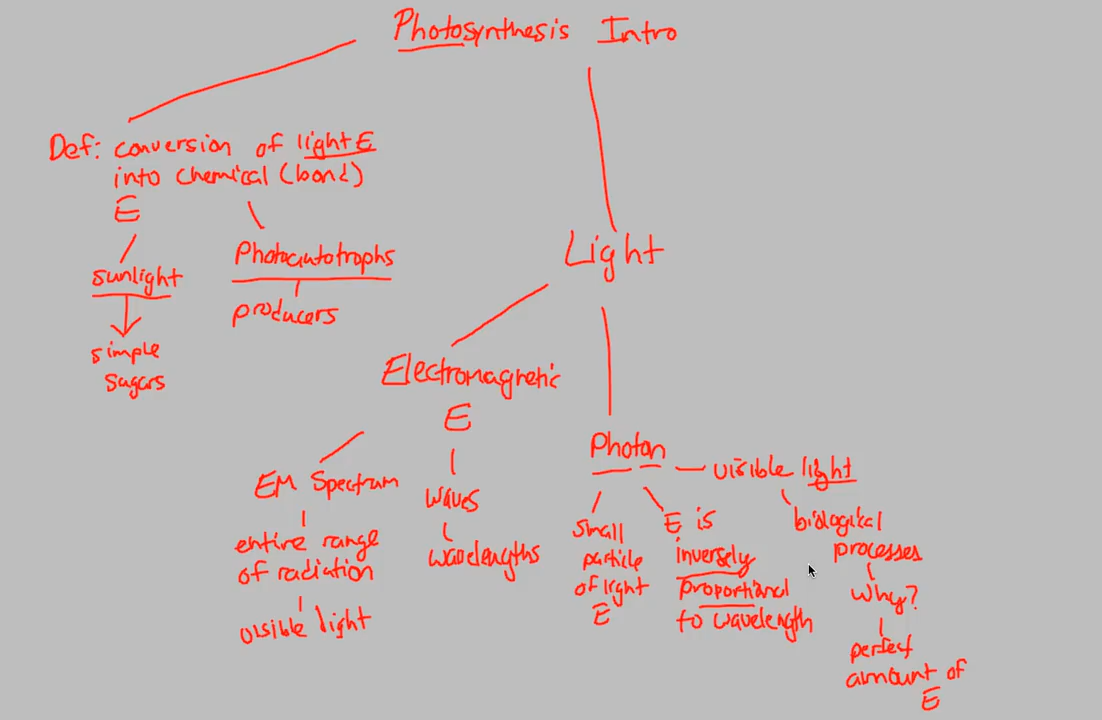 Photosynthesis Intro
Def: conversion of light E
into chemical (bond)
E
sunlight
simple
sugars
Photoautotrophs
producers
Light
Electromagnetic
E
EM Spectrum
entire range
of radiation
visible light
waves
wavelengths
Photon
small
particle
of light
E
E is
inversely
proportional
to wavelength
visible light
biological
processes
why?
perfect
amount of
E